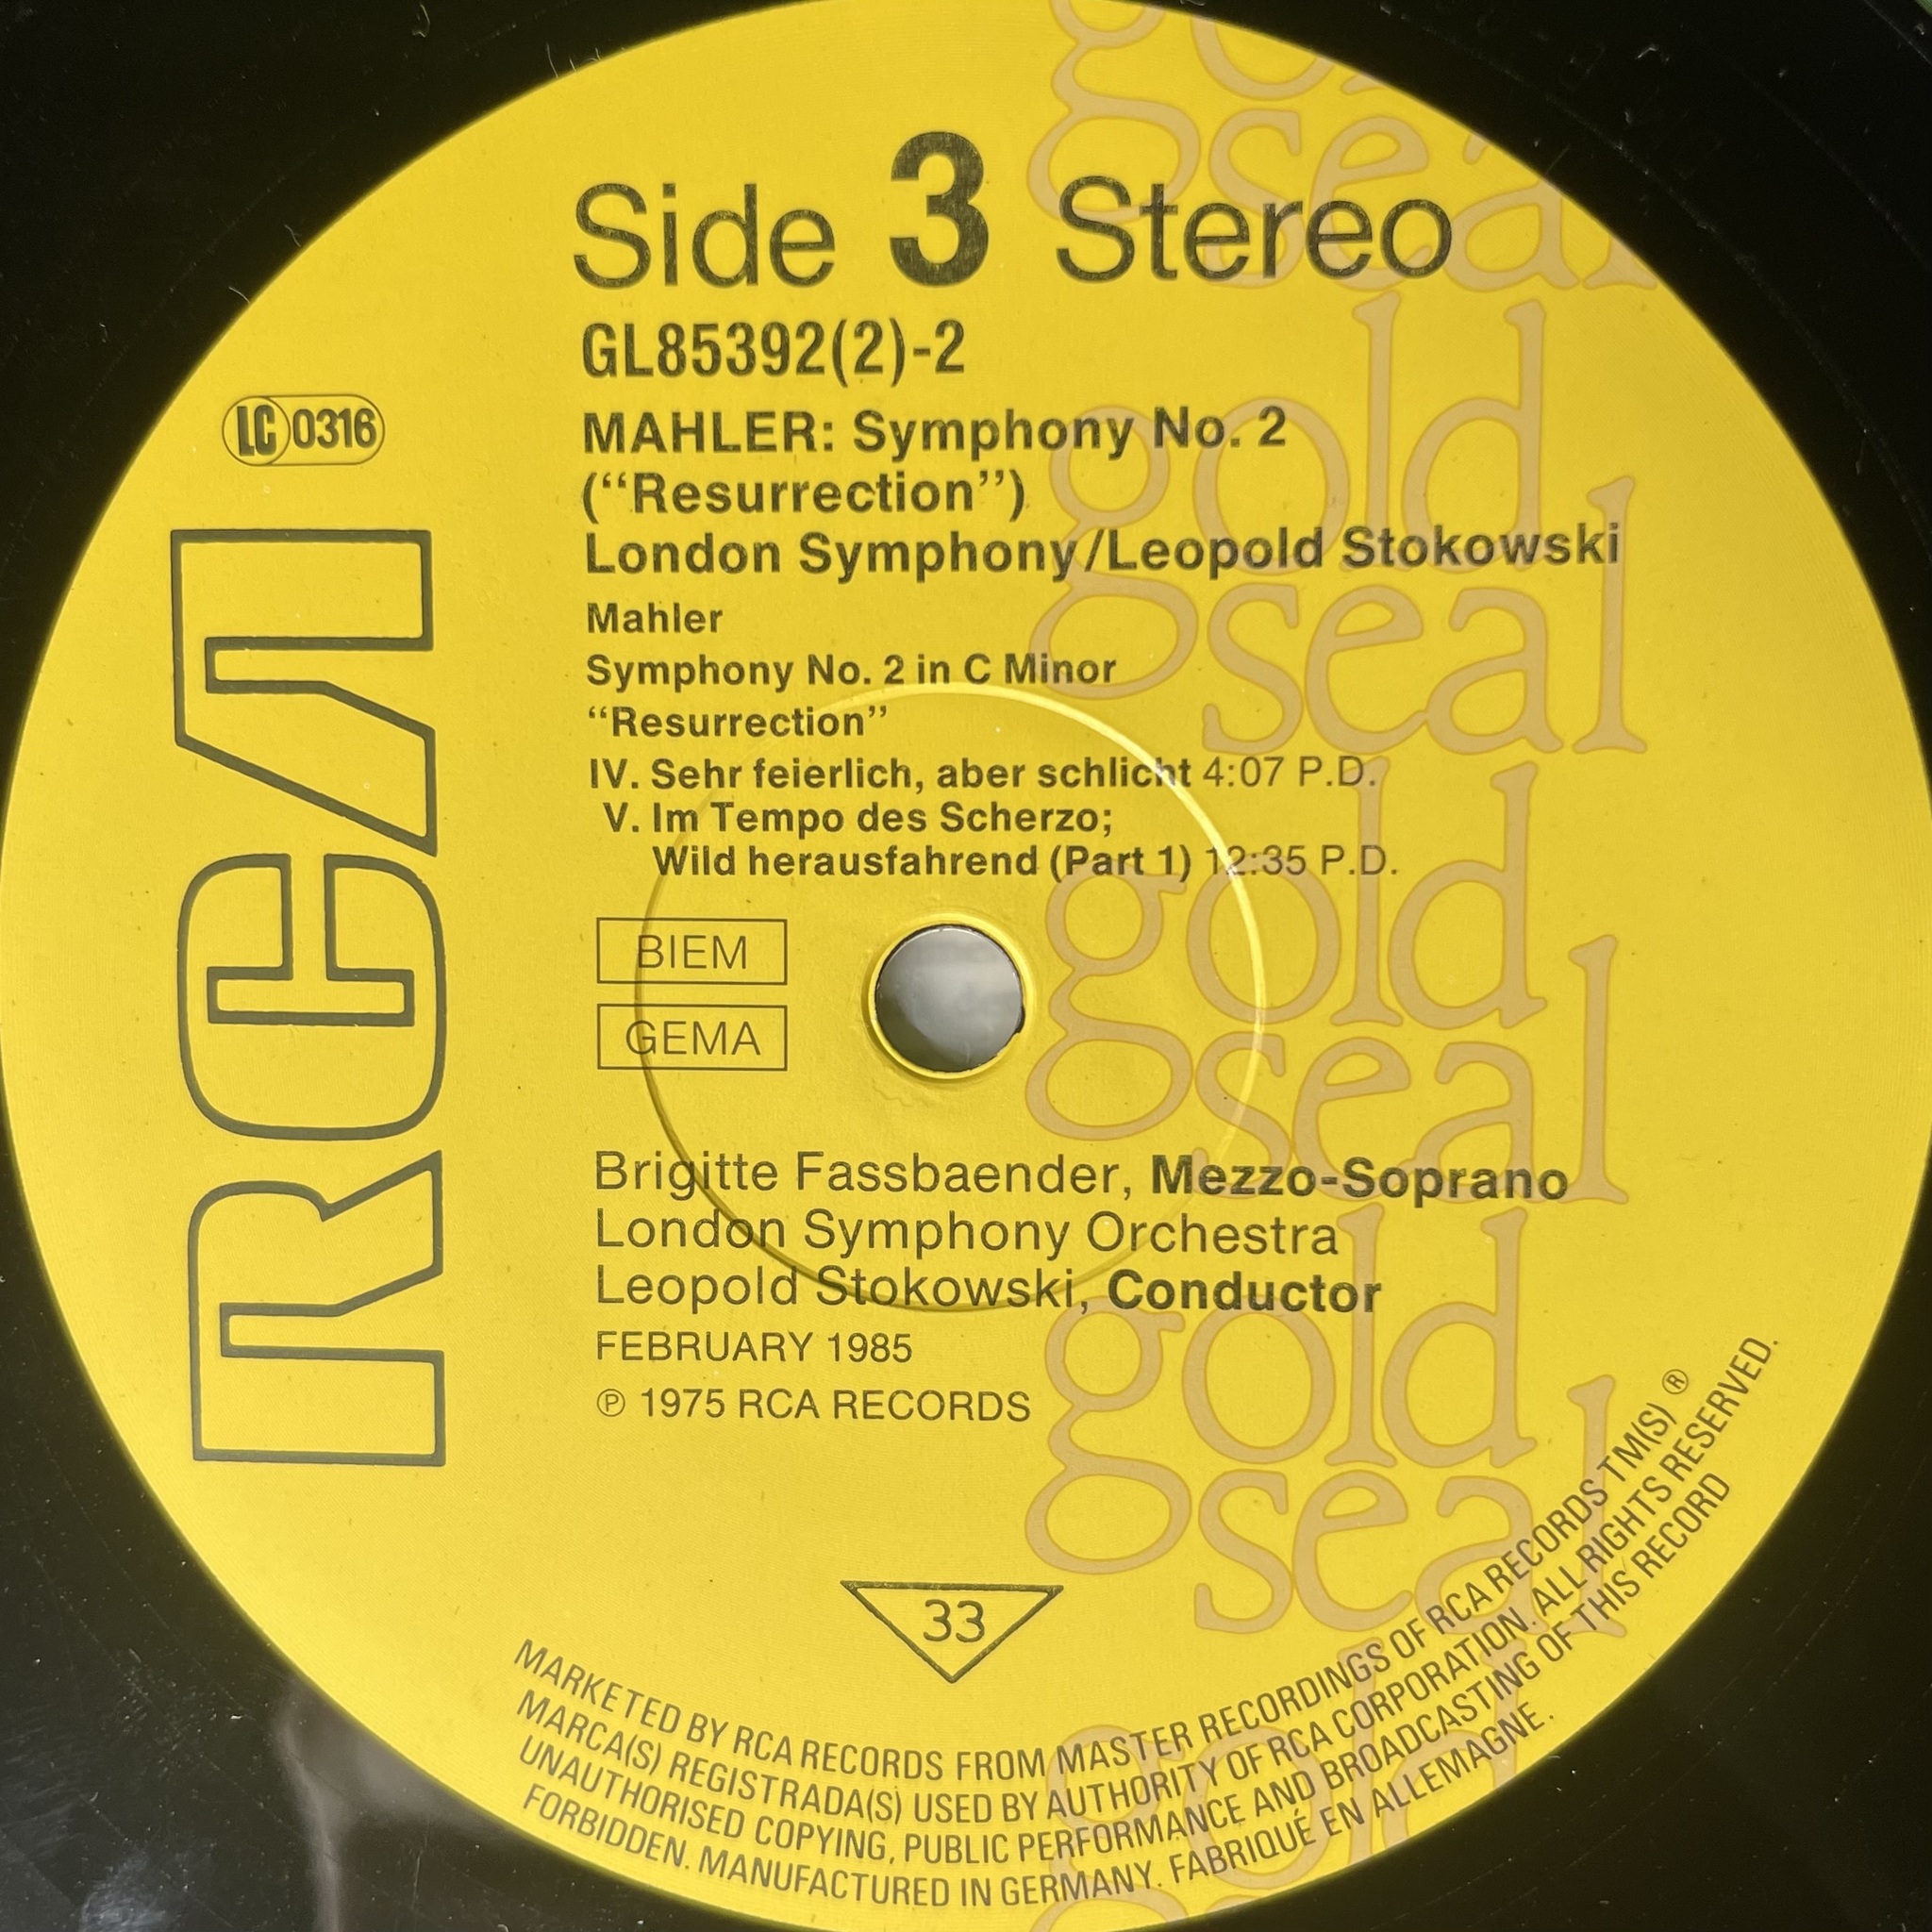 Side 3 Stereo
GL85392(2)-2
LC 0316
MAHLER: Symphony No. 2
(“Resurrection”)
London Symphony/Leopold Stokowski
Mahler
Symphony No. 2 in C Minor
“Resurrection”
IV. Sehr feierlich, aber schlicht 4:07 P.D.
V. Im Tempo des Scherzo;
Wild herausfahrend (Part 1) 12:35 P.D.
BIEM
GEMA
RCA
Brigitte Fassbaender, Mezzo-Soprano
London Symphony Orchestra
Leopold Stokowski, Conductor
FEBRUARY 1985
℗ 1975 RCA RECORDS
33
MARKETED BY RCA RECORDS FROM MASTER RECORDINGS OF RCA RECORDS TM(S) ®
MARCA(S) REGISTRADA(S) USED BY AUTHORITY OF RCA CORPORATION. ALL RIGHTS RESERVED.
UNAUTHORISED COPYING, PUBLIC PERFORMANCE AND BROADCASTING OF THIS RECORD
FORBIDDEN. MANUFACTURED IN GERMANY. FABRIQUÉ EN ALLEMAGNE.
gold
seal
gold
seal
gold
seal
gold
seal
gold